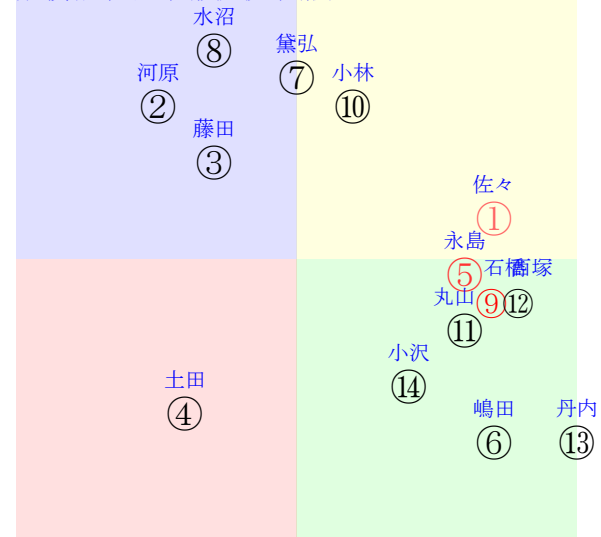 水沼
⑧
黛弘
⑦
河原
②
小林
⑩
藤田
③
佐々
①
永島
⑤
石橋
⑨
西塚
⑫
丸山
⑪
小沢
⑭
土田
④
嶋田
⑥
丹内
⑬